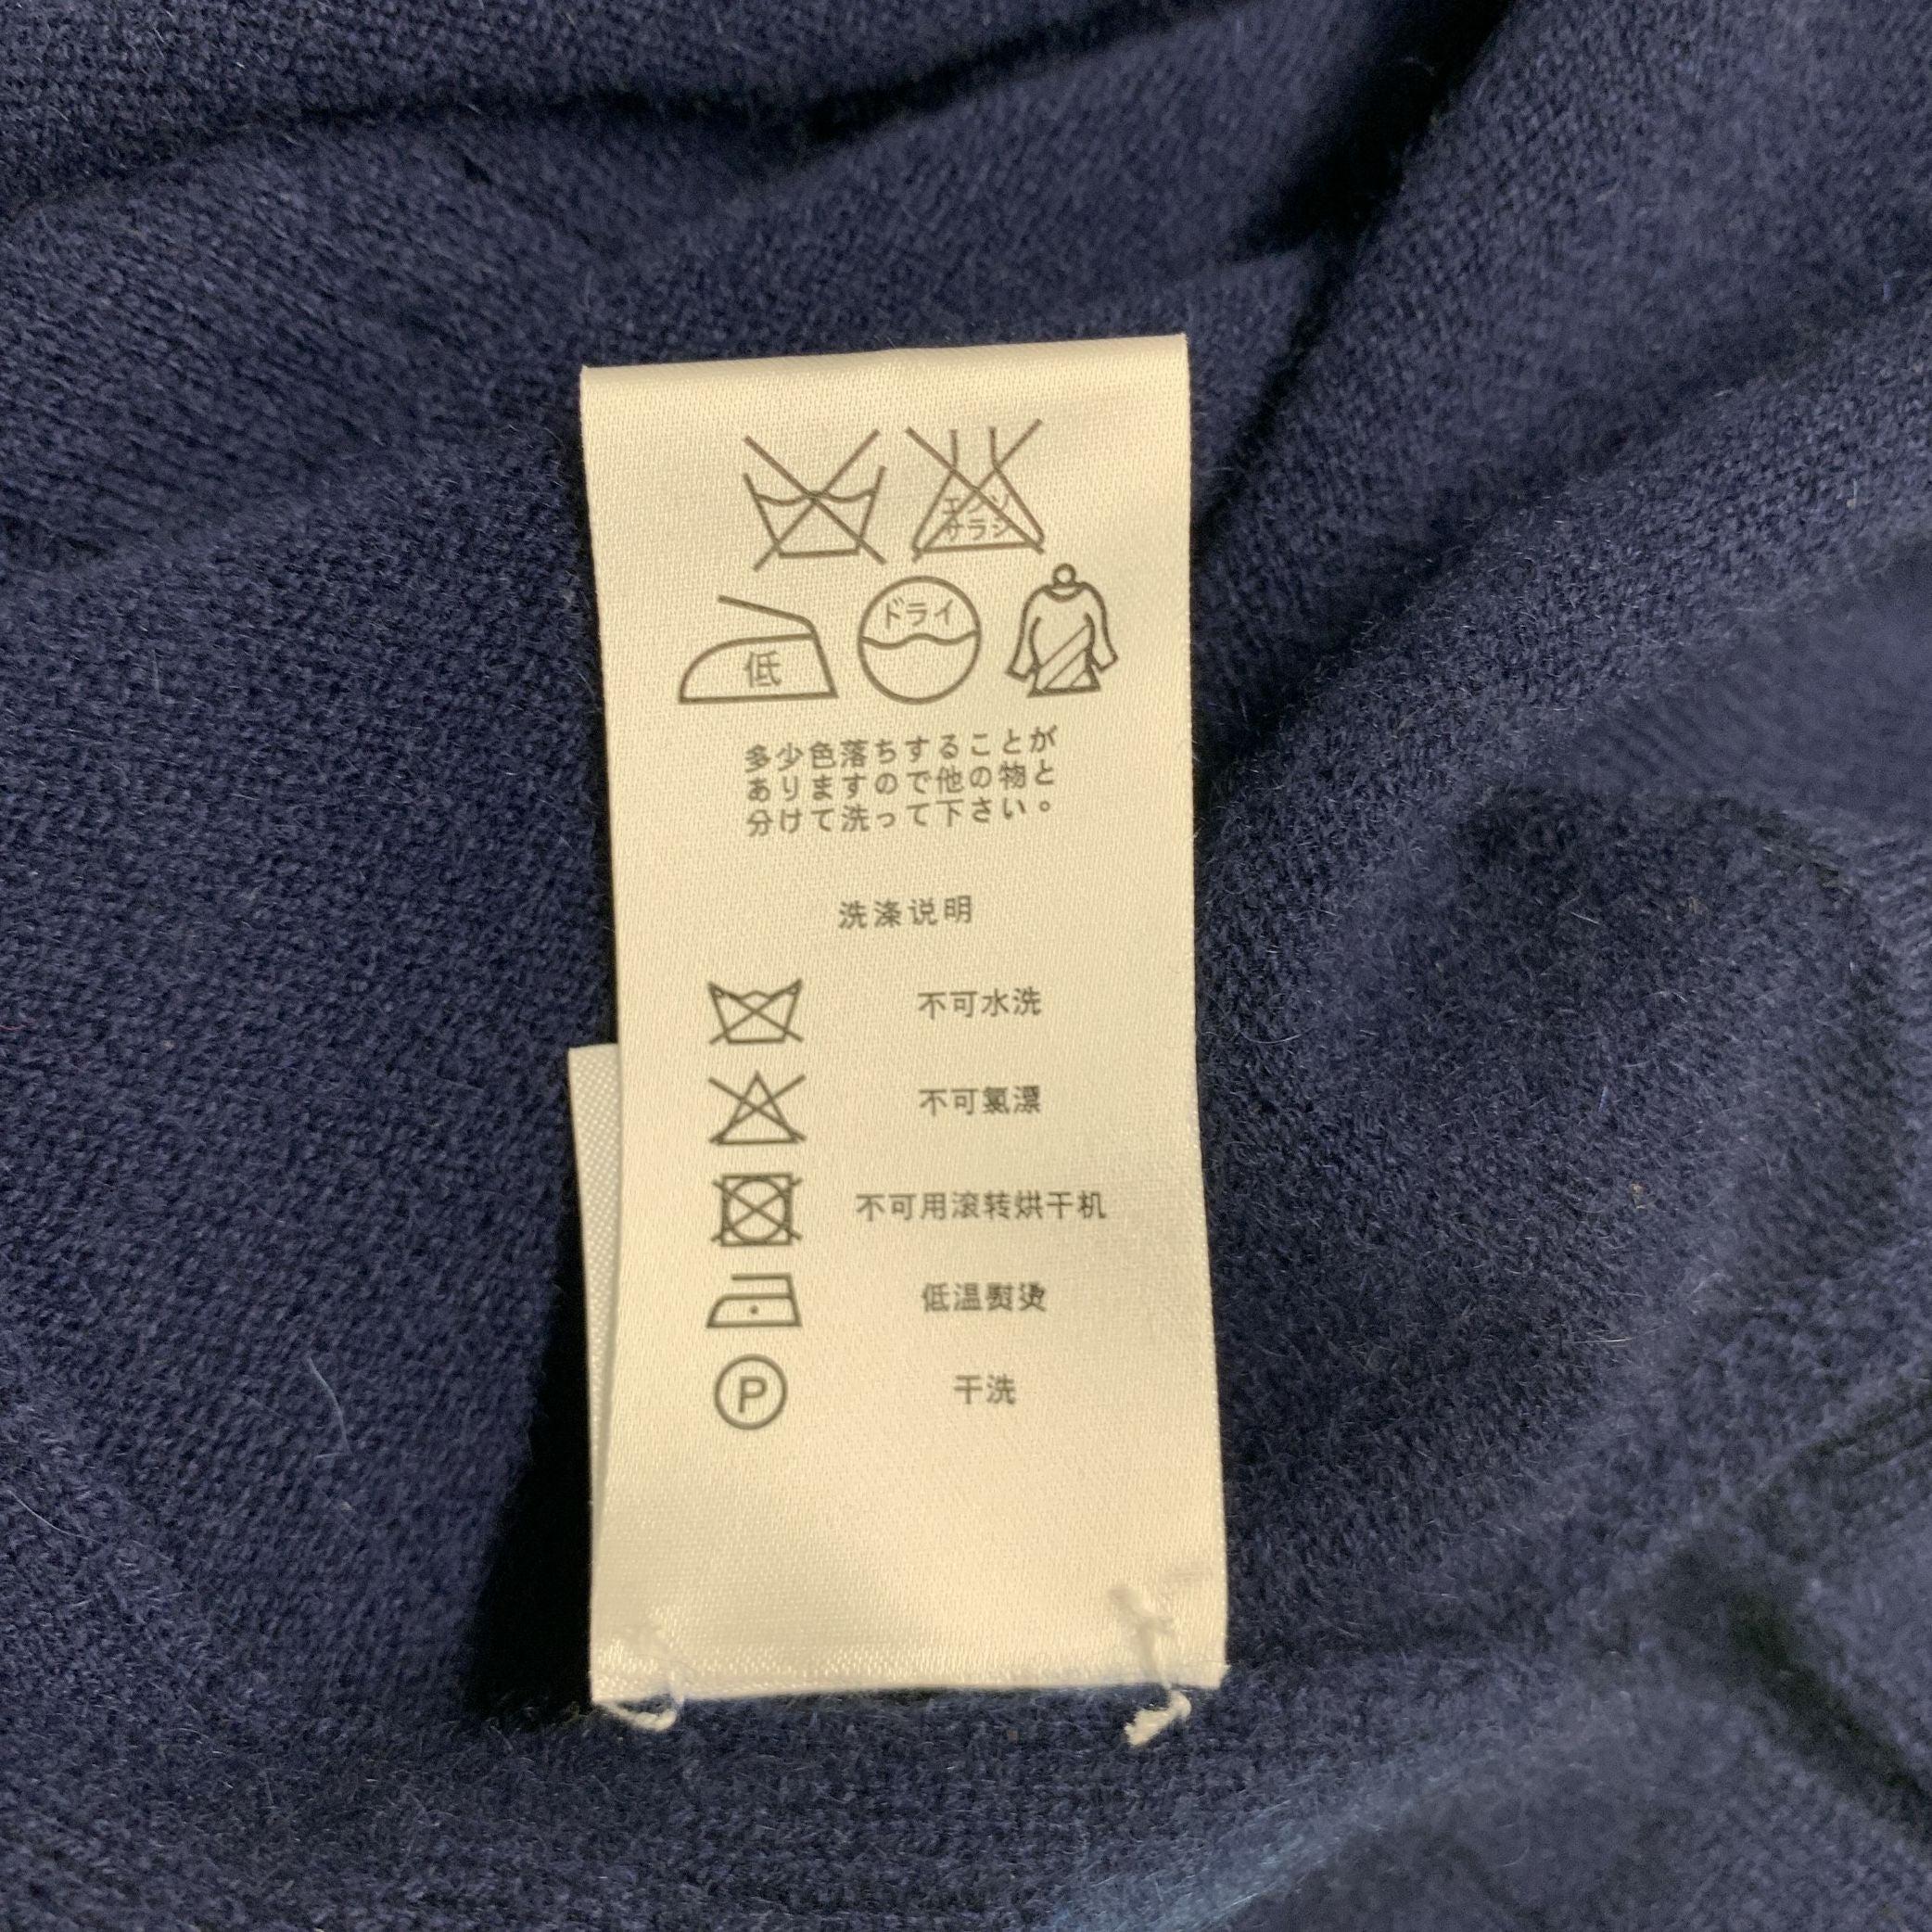 エンソ
サラシ
低
ドライ
多少色落ちすることが
ありますので他の物と
分けて洗って下さい。
洗涤说明
不可水洗
不可氯漂
不可用滚转烘干机
低温熨烫
P
干洗